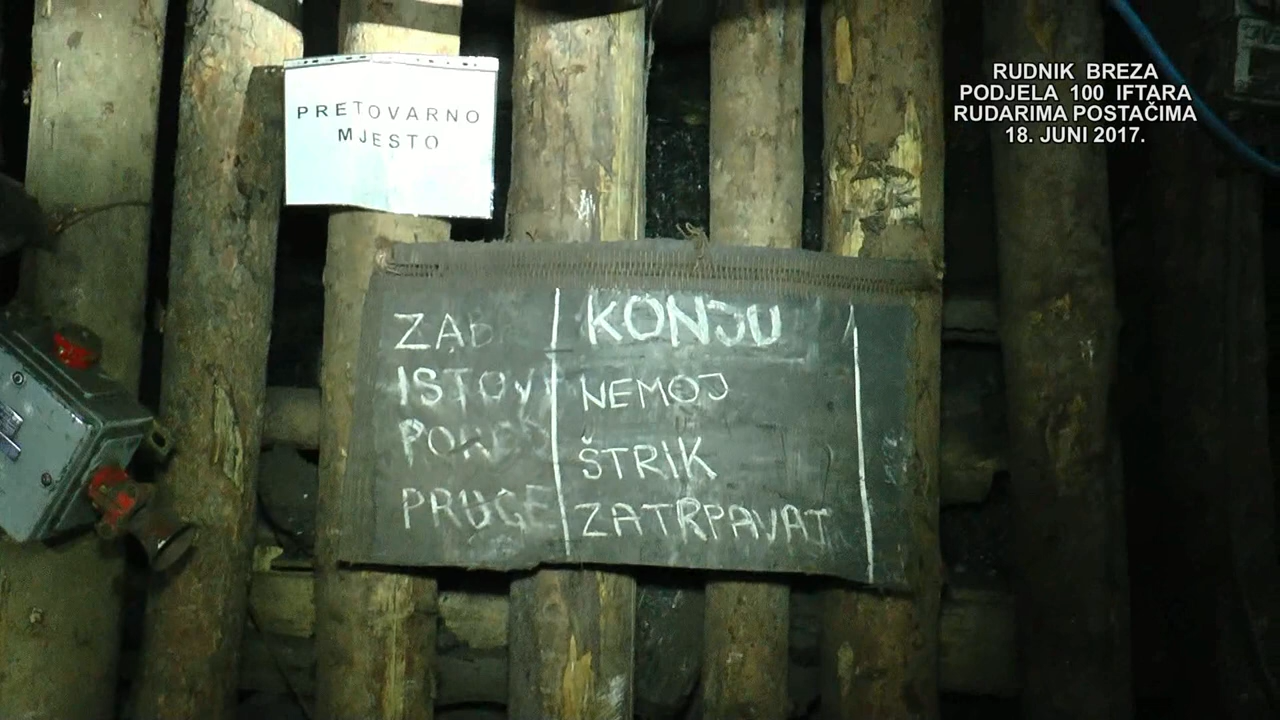 PRETOVARNO
MJESTO
RUDNIK BREZA
PODJELA 100 IFTARA
RUDARIMA POSTAČIMA
18. JUNI 2017.
KONJU
NEMOJ
PRUGE
ŠTRIK
ZATRPAVAT